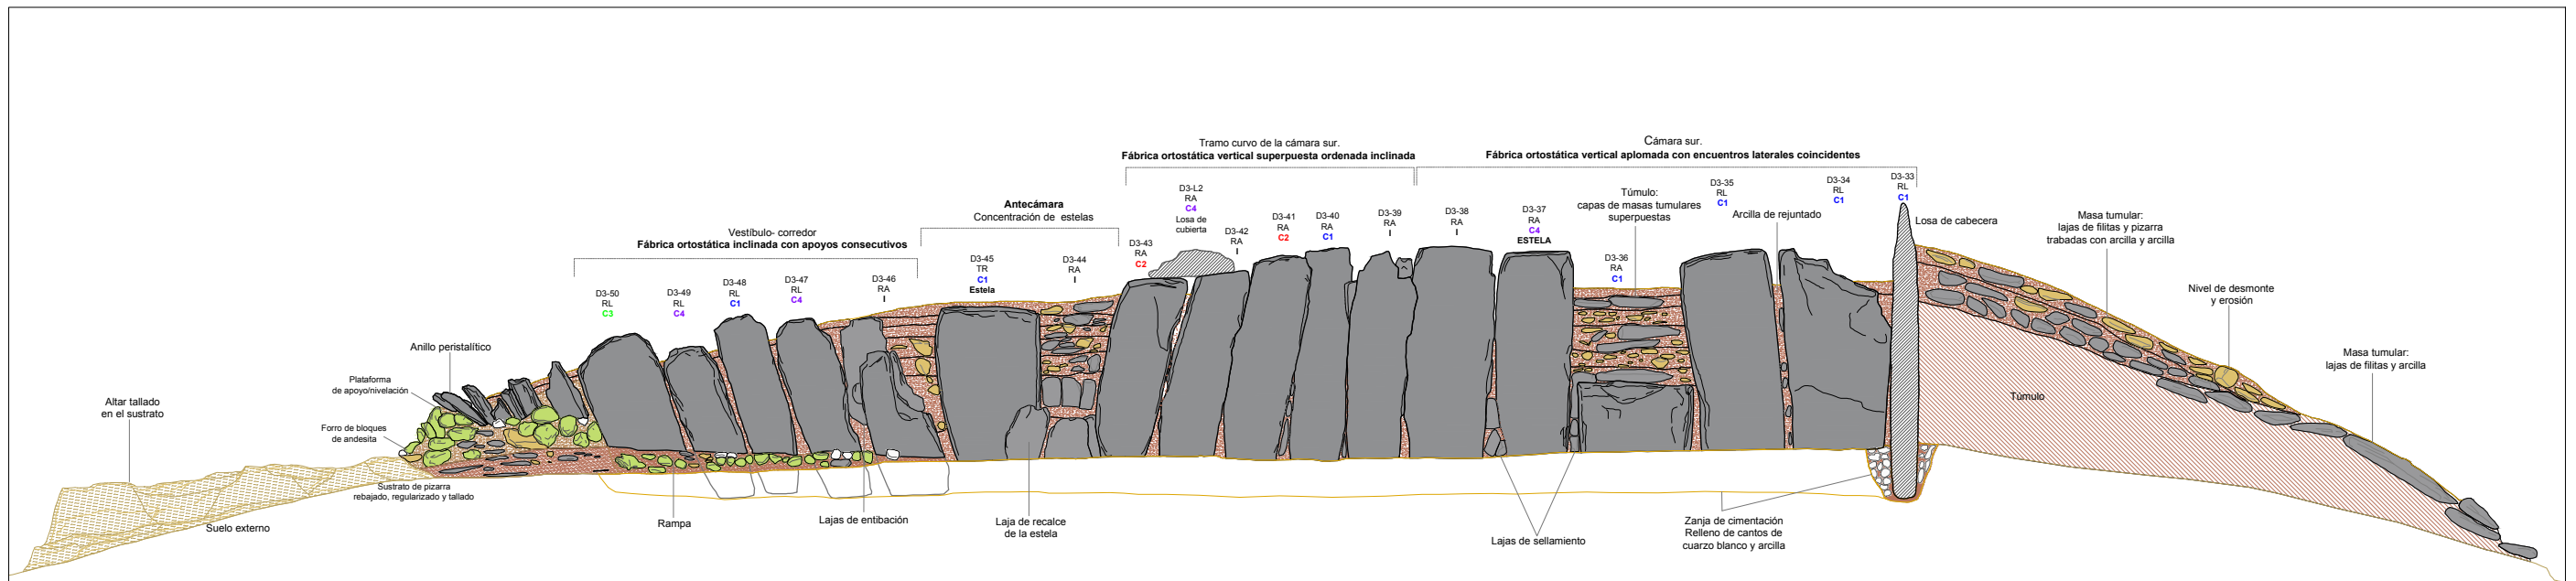 Tramo curvo de la cámara sur.
Fábrica ortostática vertical superpuesta ordenada inclinada
Cámara sur.
Fábrica ortostática vertical aplomada con encuentros laterales coincidentes
Antecámara
Concentración de estelas
Vestíbulo- corredor
Fábrica ortostática inclinada con apoyos consecutivos
D3-50
RL
C3
D3-49
RL
C4
D3-48
RL
C1
D3-47
RL
C4
D3-46
RA
I
D3-45
TR
C1
Estela
D3-44
RA
I
D3-43
RA
C2
D3-L2
RA
C4
Losa de
cubierta
D3-42
RA
I
D3-41
RA
C2
D3-40
RA
C1
D3-39
RA
I
D3-38
RA
I
D3-37
RA
C4
ESTELA
Túmulo:
capas de masas tumulares
superpuestas
D3-36
RA
C1
D3-35
RL
C1
Arcilla de rejuntado
D3-34
RL
C1
D3-33
RL
C1
Losa de cabecera
Masa tumular:
lajas de filitas y pizarra
trabadas con arcilla y arcilla
Nivel de desmonte
y erosión
Masa tumular:
lajas de filitas y arcilla
Túmulo
Anillo peristalítico
Plataforma
de apoyo/nivelación
Altar tallado
en el sustrato
Forro de bloques
de andesita
Sustrato de pizarra
rebajado, regularizado y tallado
Suelo externo
Rampa
Lajas de entibación
Laja de recalce
de la estela
Lajas de sellamiento
Zanja de cimentación
Relleno de cantos de
cuarzo blanco y arcilla